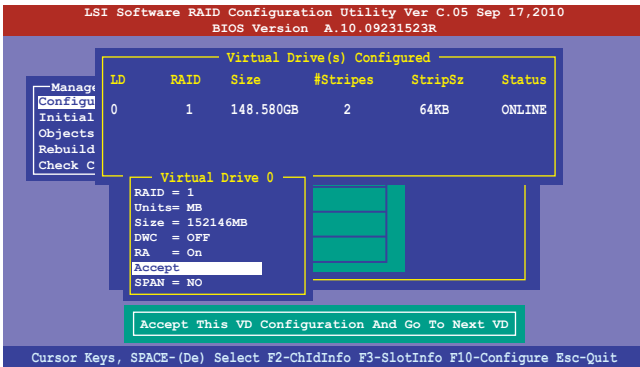 LSI Software RAID Configuration Utility Ver C.05 Sep 17,2010
BIOS Version A.10.09231523R
Virtual Drive(s) Configured
LD RAID Size #Stripes StripSz Status
0 1 148.580GB 2 64KB ONLINE
Manage
Configu
Initial
Objects
Rebuild
Check C
Virtual Drive 0
RAID = 1
Units= MB
Size = 152146MB
DWC = OFF
RA = On
Accept
SPAN = NO
Accept This VD Configuration And Go To Next VD
Cursor Keys, SPACE-(De) Select F2-ChIdInfo F3-SlotInfo F10-Configure Esc-Quit